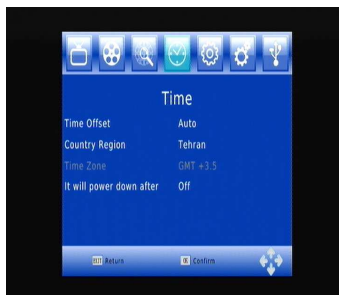 Time
Time Offset Auto
Country Region Tehran
Time Zone GMT +3.5
It will power down after Off
EXIT Return OK Confirm